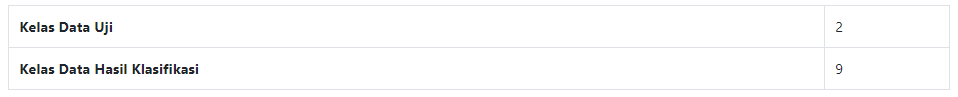 Kelas Data Uji 2
Kelas Data Hasil Klasifikasi 9